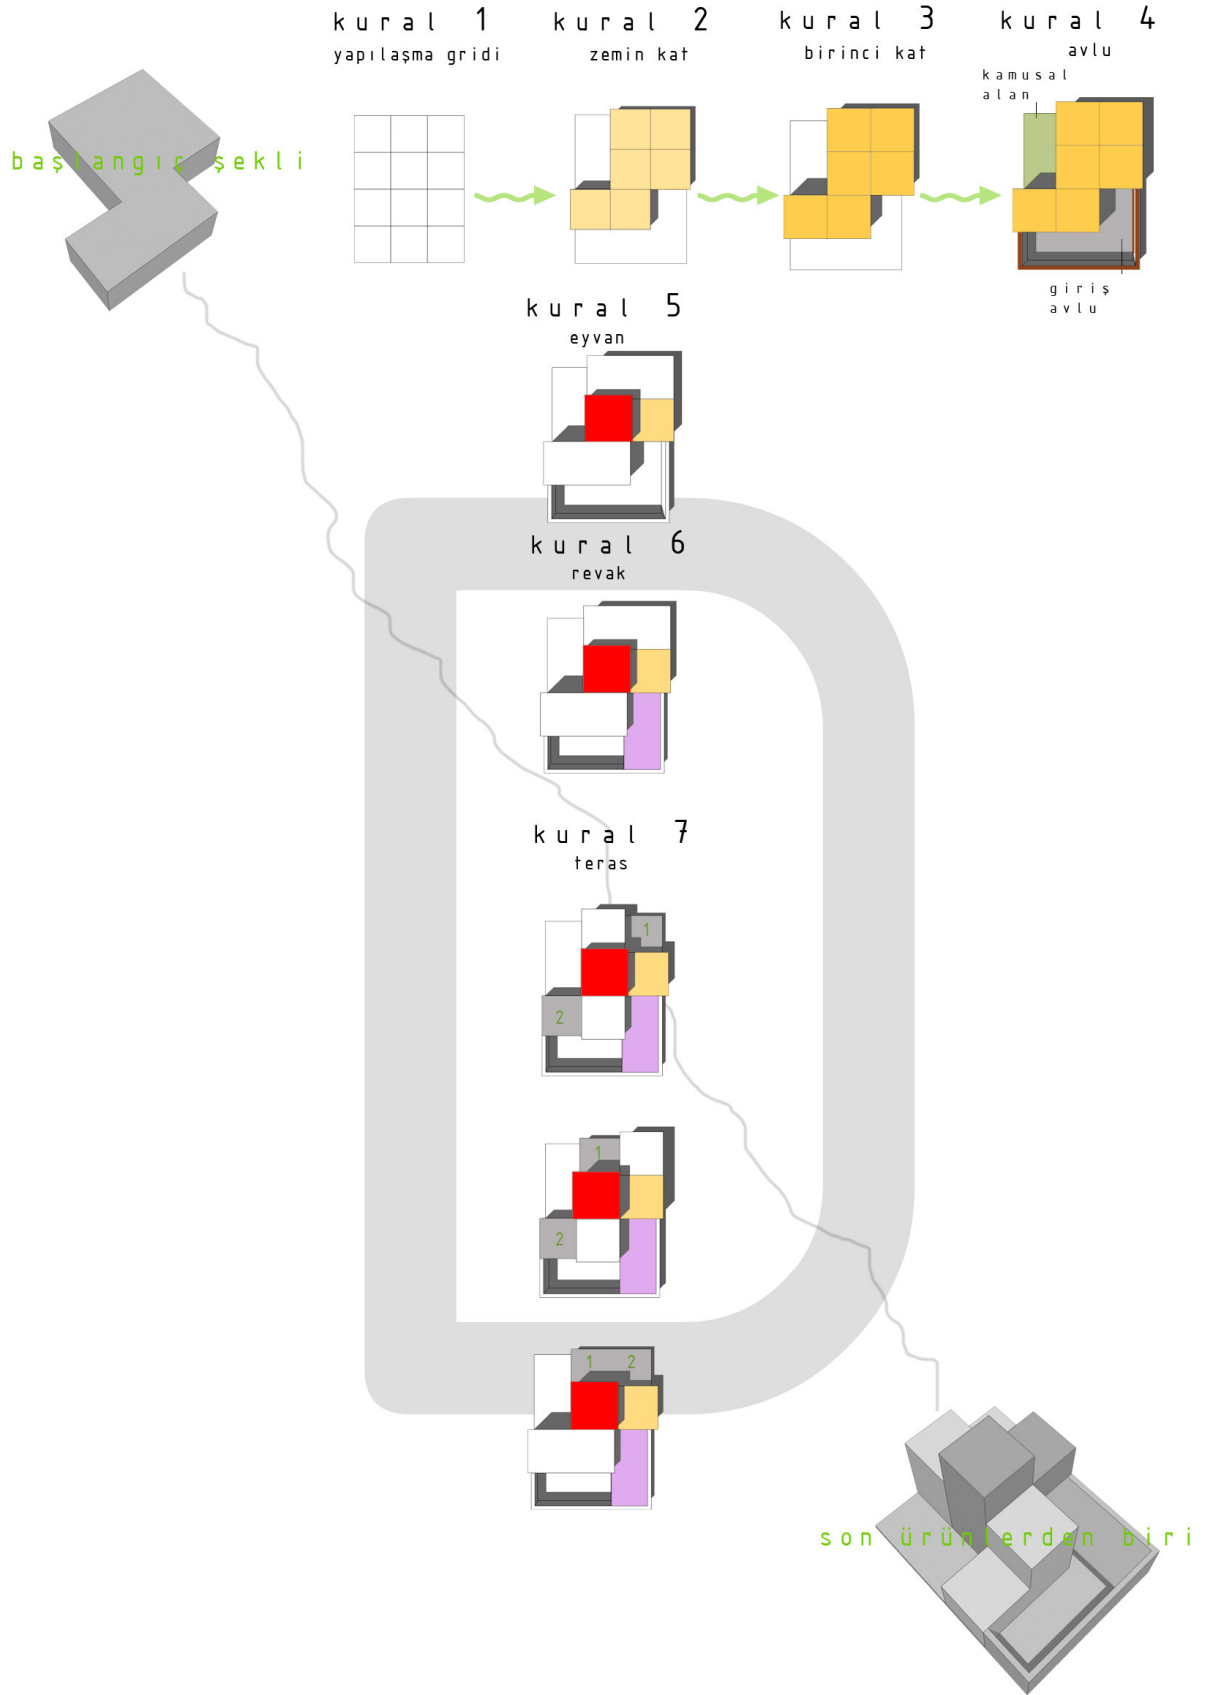 kural 1
yapılaşma gridi
kural 2
zemin kat
kural 3
birinci kat
kural 4
avlu
kamusal
alan
başlangıç şekli
giriş
avlu
kural 5
eyvan
kural 6
revak
kural 7
teras
1
2
1
2
1 2
son ürünlerden biri